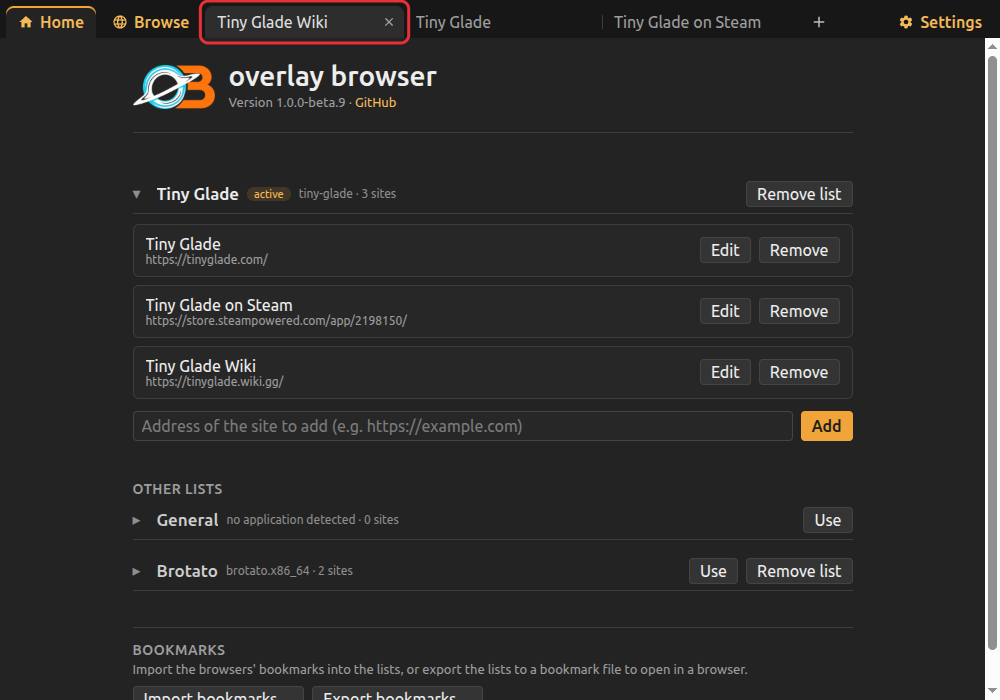 Home Browse Tiny Glade Wiki × Tiny Glade Tiny Glade on Steam + Settings
overlay browser
Version 1.0.0-beta.9 · GitHub
Tiny Glade active tiny-glade · 3 sites Remove list
Tiny Glade
https://tinyglade.com/
Edit Remove
Tiny Glade on Steam
https://store.steampowered.com/app/2198150/
Edit Remove
Tiny Glade Wiki
https://tinyglade.wiki.gg/
Edit Remove
Address of the site to add (e.g. https://example.com) Add
OTHER LISTS
General no application detected · 0 sites Use
Brotato brotato.x86_64 · 2 sites Use Remove list
BOOKMARKS
Import the browsers' bookmarks into the lists, or export the lists to a bookmark file to open in a browser.
Import bookmarks Export bookmarks